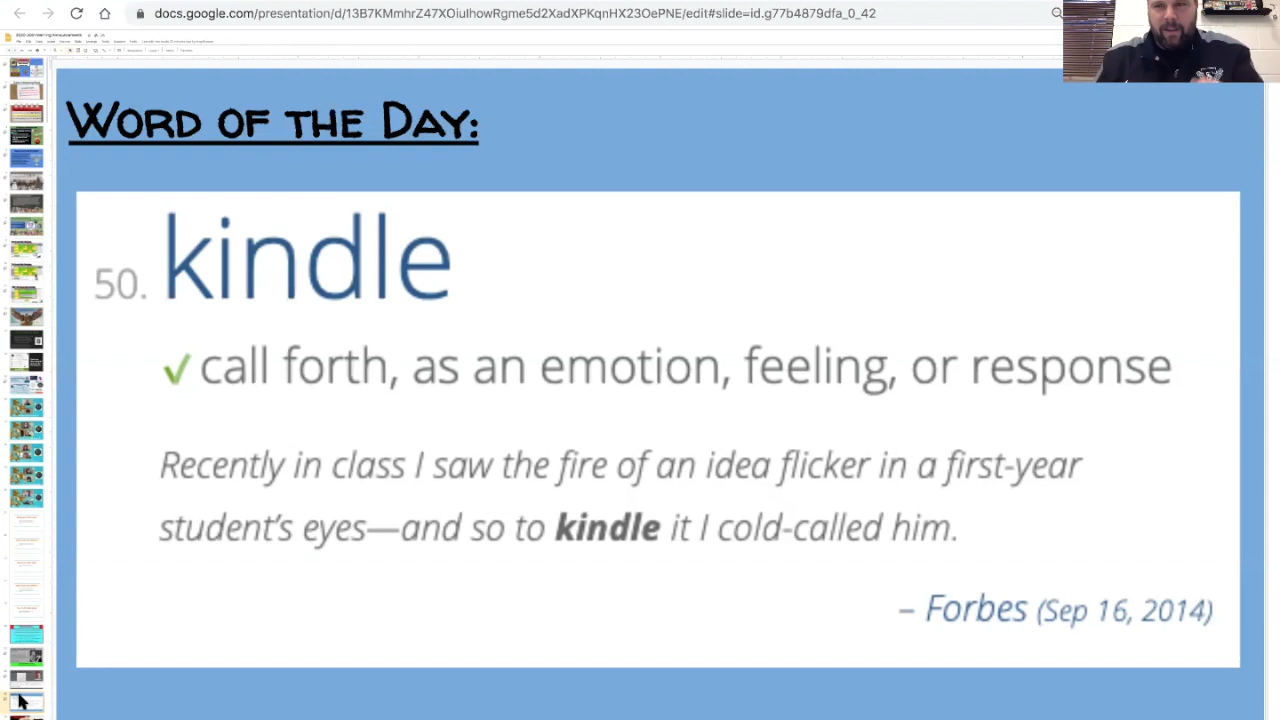 docs.google.com/presentation/d/13B7KMmhrZ47XOiuIhowRgme5d2XadXPKqnHX23OePNE/edit#slide=id.g77b4879dfa_0_42
Word of the Day:
50. kindle
✓ call forth, as an emotion, feeling, or response
Recently in class I saw the fire of an idea flicker in a first-year
student’s eyes—and so to kindle it I old-called him.
– Forbes (Sep 16, 2014)